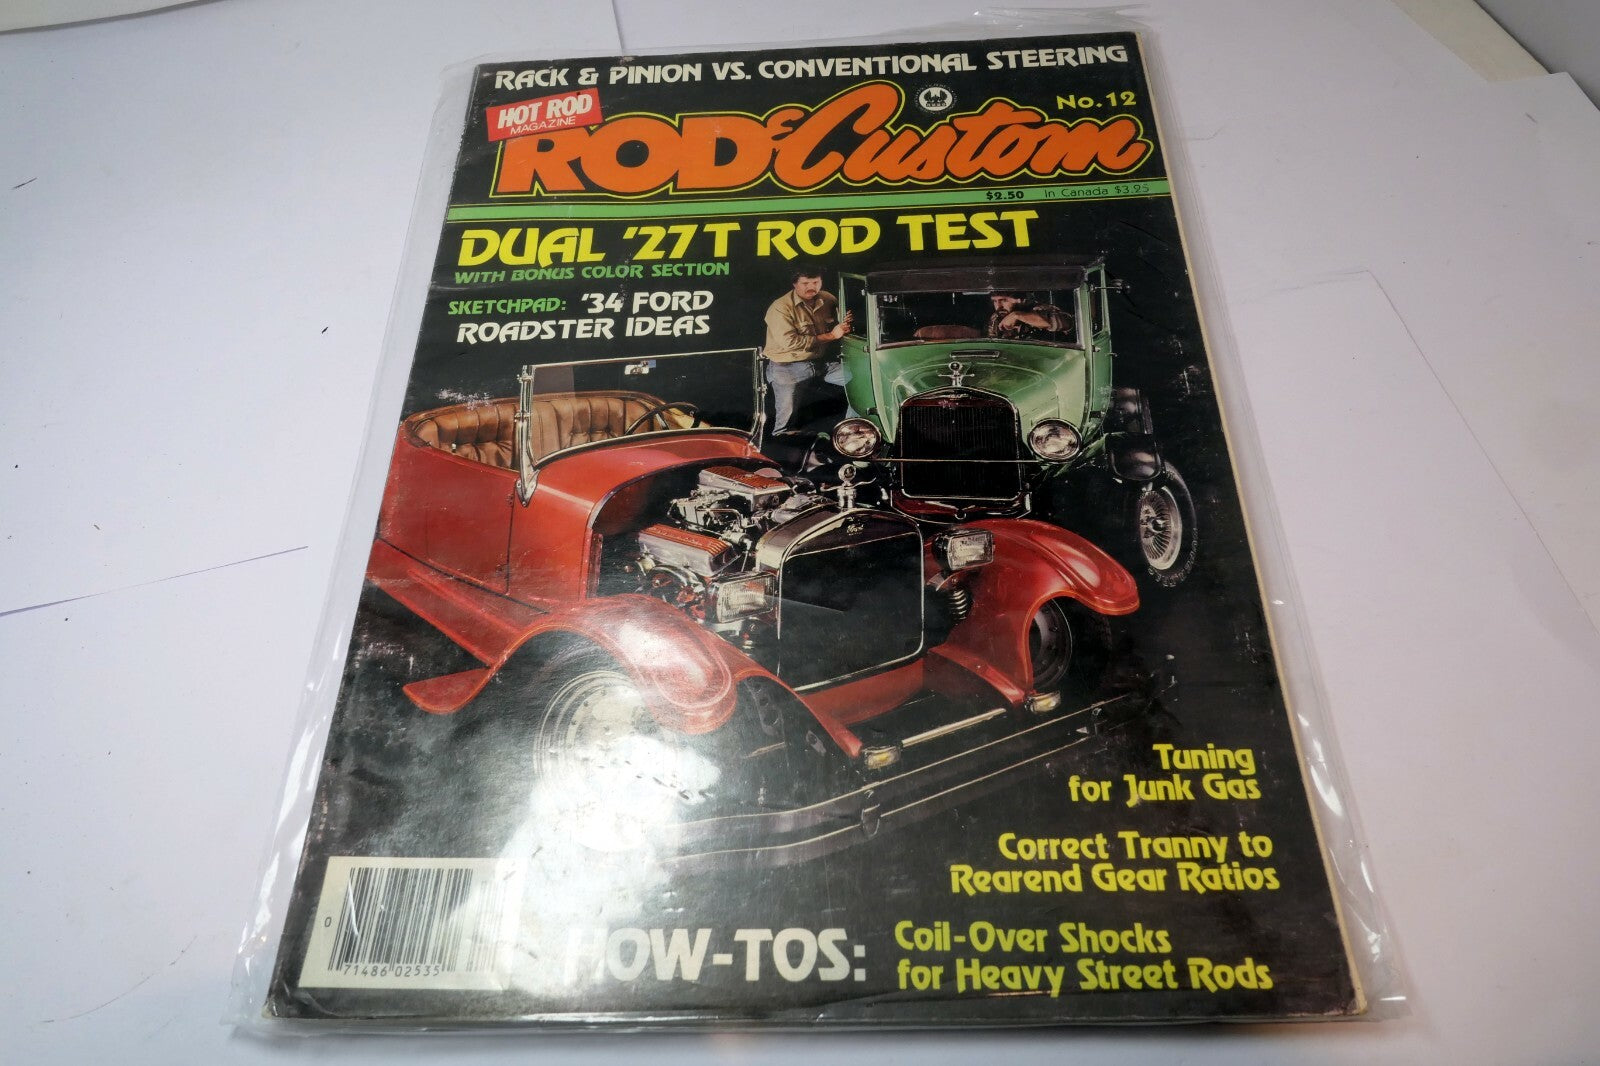 RACK & PINION VS. CONVENTIONAL STEERING
HOT ROD
MAGAZINE
No. 12
ROD & Custom
$2.50 In Canada $3.25
DUAL '27T ROD TEST
WITH BONUS COLOR SECTION
SKETCHPAD: '34 FORD
ROADSTER IDEAS
Tuning
for Junk Gas
Correct Tranny to
Rearend Gear Ratios
HOW-TOS: Coil-Over Shocks
for Heavy Street Rods
0 71486 02535